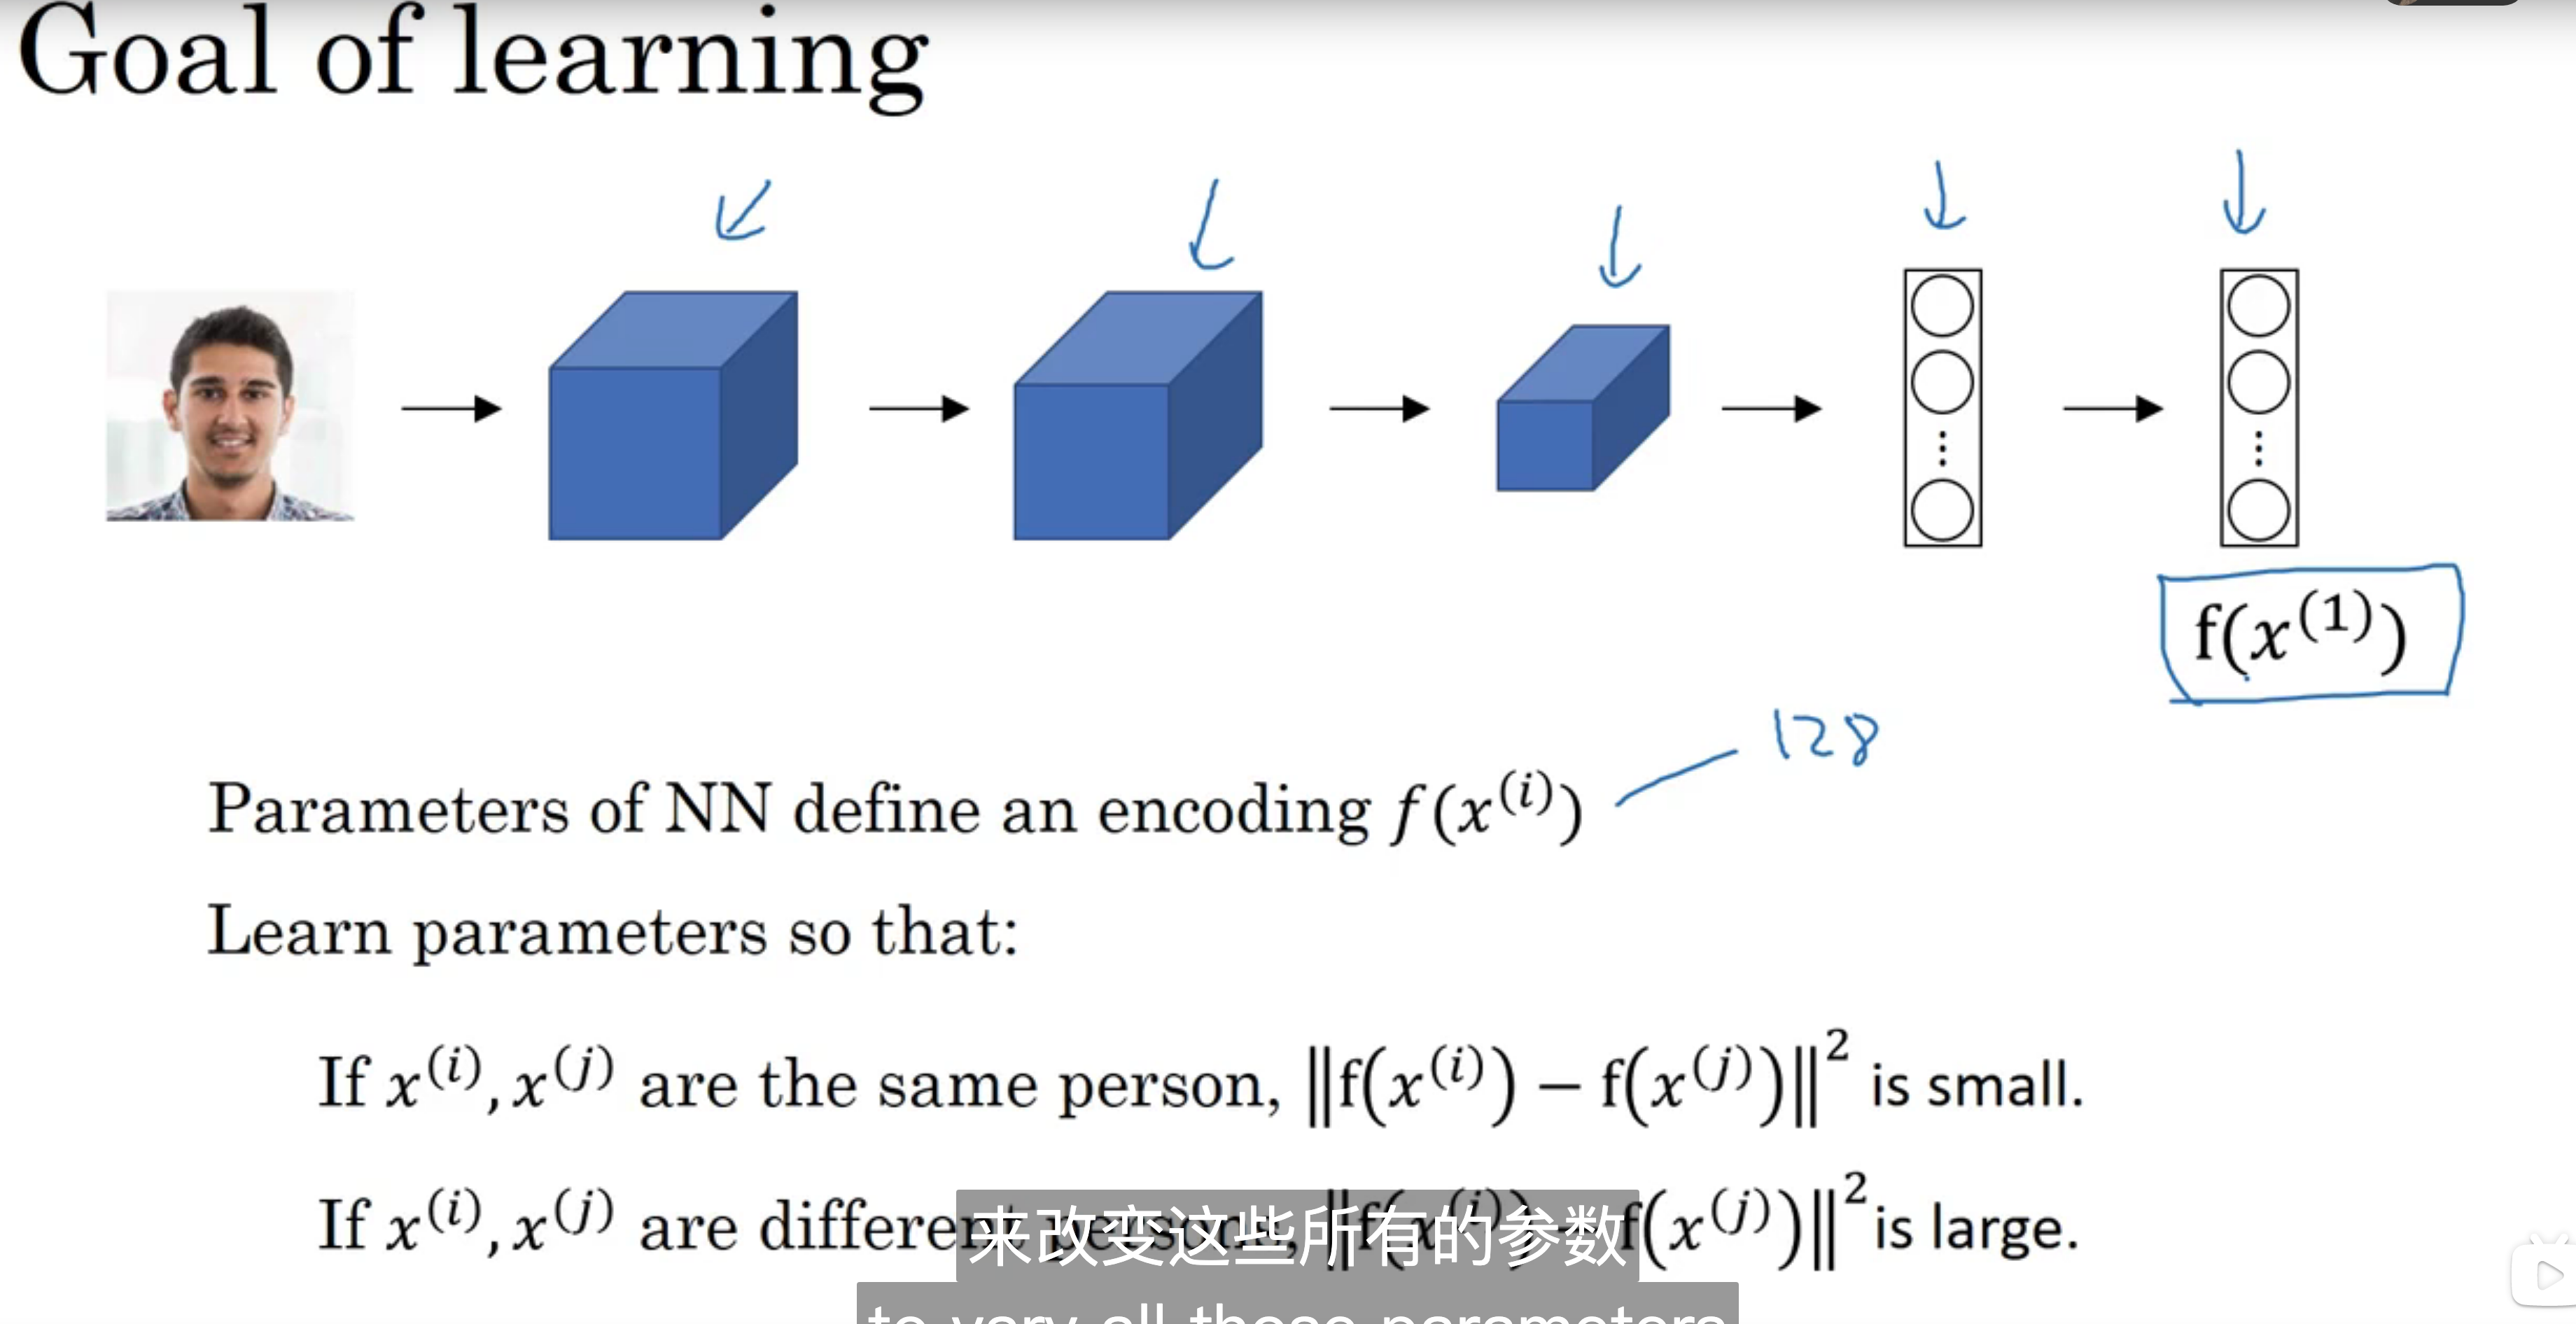 Goal of learning
f(x⁽¹⁾)
128
Parameters of NN define an encoding f(x⁽ⁱ⁾)
Learn parameters so that:
If x⁽ⁱ⁾, x⁽ʲ⁾ are the same person, ‖f(x⁽ⁱ⁾) − f(x⁽ʲ⁾)‖² is small.
If x⁽ⁱ⁾, x⁽ʲ⁾ are different persons, ‖f(x⁽ⁱ⁾) − f(x⁽ʲ⁾)‖² is large.
来改变这些所有的参数
to vary all these parameters